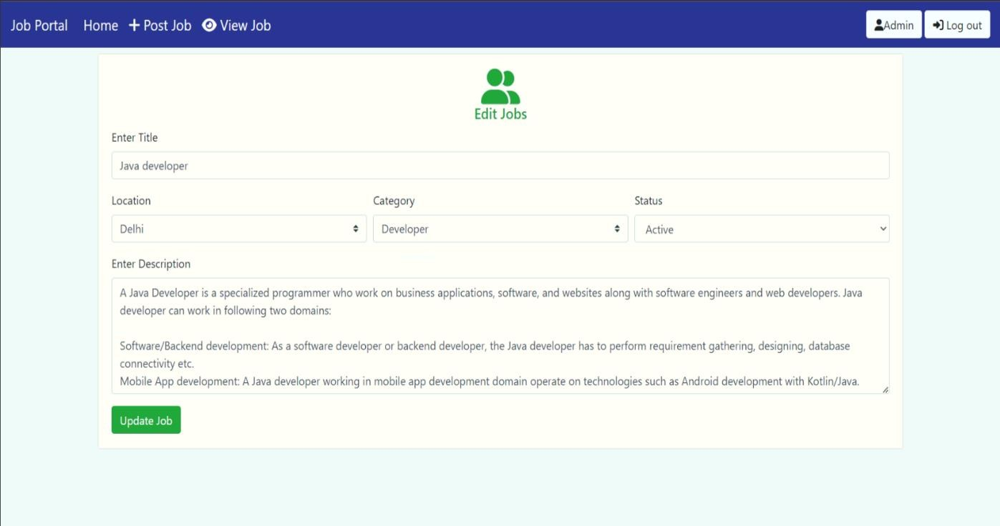 Job Portal Home Post Job View Job Admin Log out
Edit Jobs
Enter Title
Java developer
Location Category Status
Delhi Developer Active
Enter Description
A Java Developer is a specialized programmer who work on business applications, software, and websites along with software engineers and web developers. Java
developer can work in following two domains:
Software/Backend development: As a software developer or backend developer, the Java developer has to perform requirement gathering, designing, database
connectivity etc.
Mobile App development: A Java developer working in mobile app development domain operate on technologies such as Android development with Kotlin/Java.
Update Job